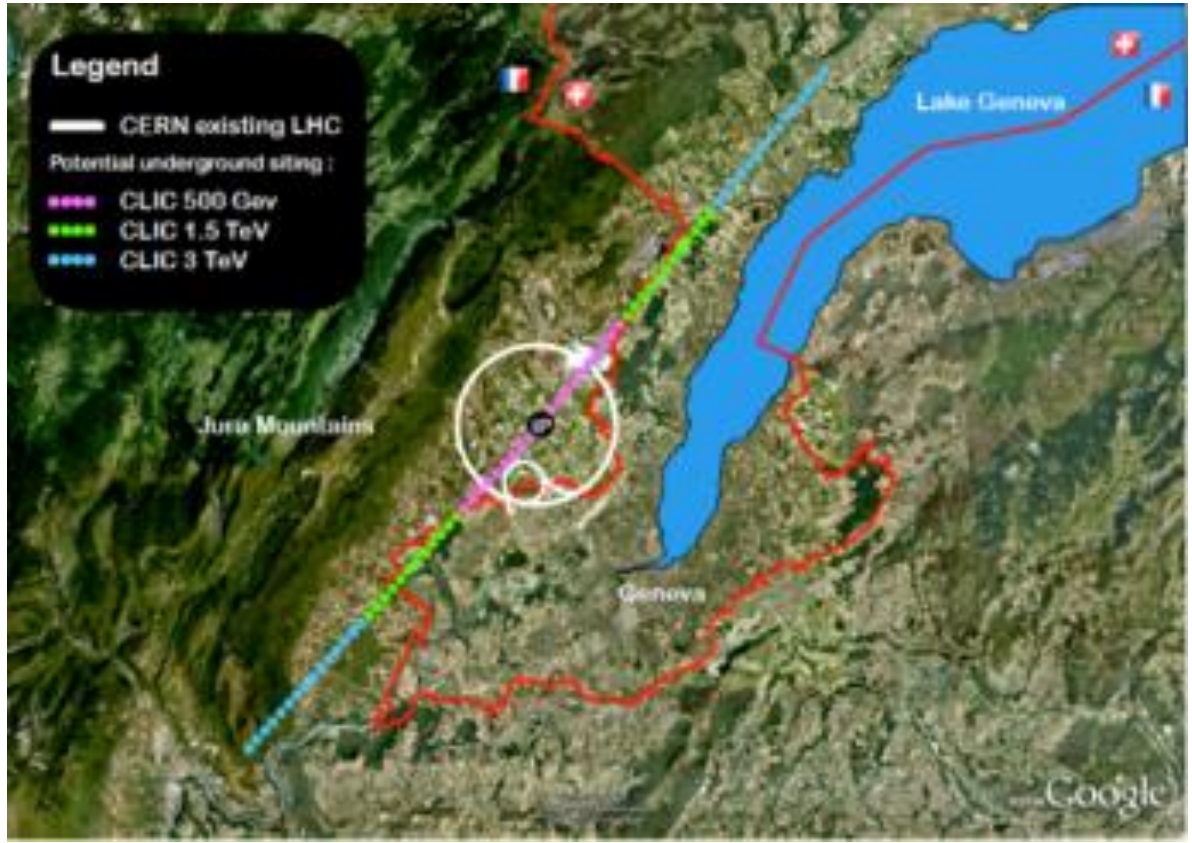 Legend
CERN existing LHC
Potential underground siting :
CLIC 500 Gev
CLIC 1.5 TeV
CLIC 3 TeV
Lake Geneva
Jura Mountains
IP
Geneva
Google